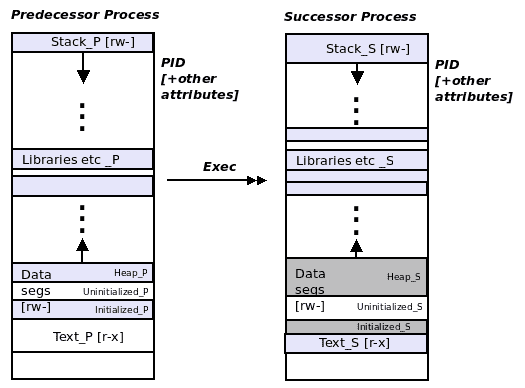 Predecessor Process
Stack_P [rw-]
PID
[+other
attributes]
Libraries etc _P
Data
segs
[rw-]
Heap_P
Uninitialized_P
Initialized_P
Text_P [r-x]
Exec
Successor Process
Stack_S [rw-]
PID
[+other
attributes]
Libraries etc _S
Data
segs
[rw-]
Heap_S
Uninitialized_S
Initialized_S
Text_S [r-x]